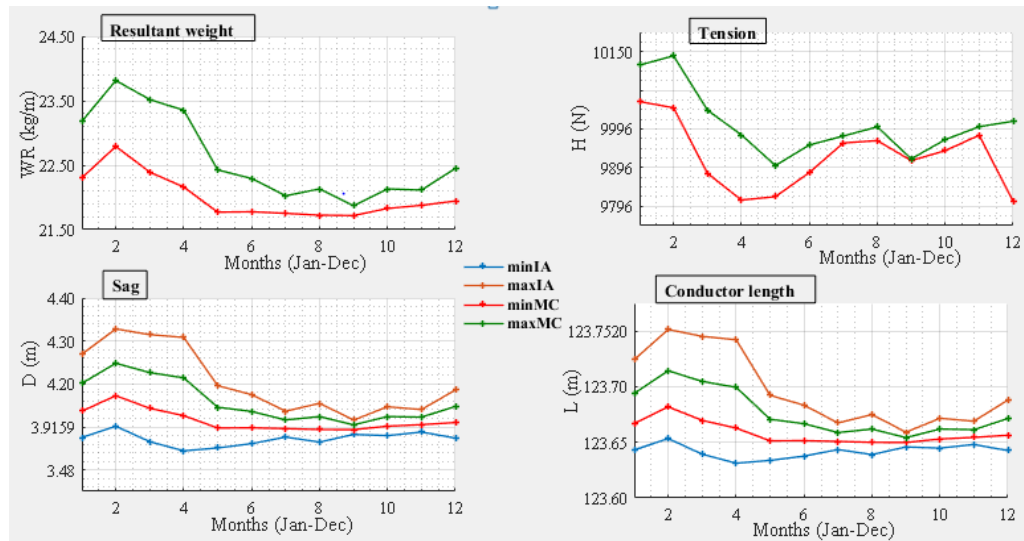 Resultant weight
24.50
23.50
22.50
21.50
WR (kg/m)
2 4 6 8 10 12
Months (Jan-Dec)
Tension
10150
9996
9896
9796
H (N)
2 4 6 8 10 12
Months (Jan-Dec)
Sag
4.40
4.30
4.20
3.9159
3.48
D (m)
2 4 6 8 10 12
Months (Jan-Dec)
minIA
maxIA
minMC
maxMC
Conductor length
123.7520
123.70
123.65
123.60
L (m)
2 4 6 8 10 12
Months (Jan-Dec)